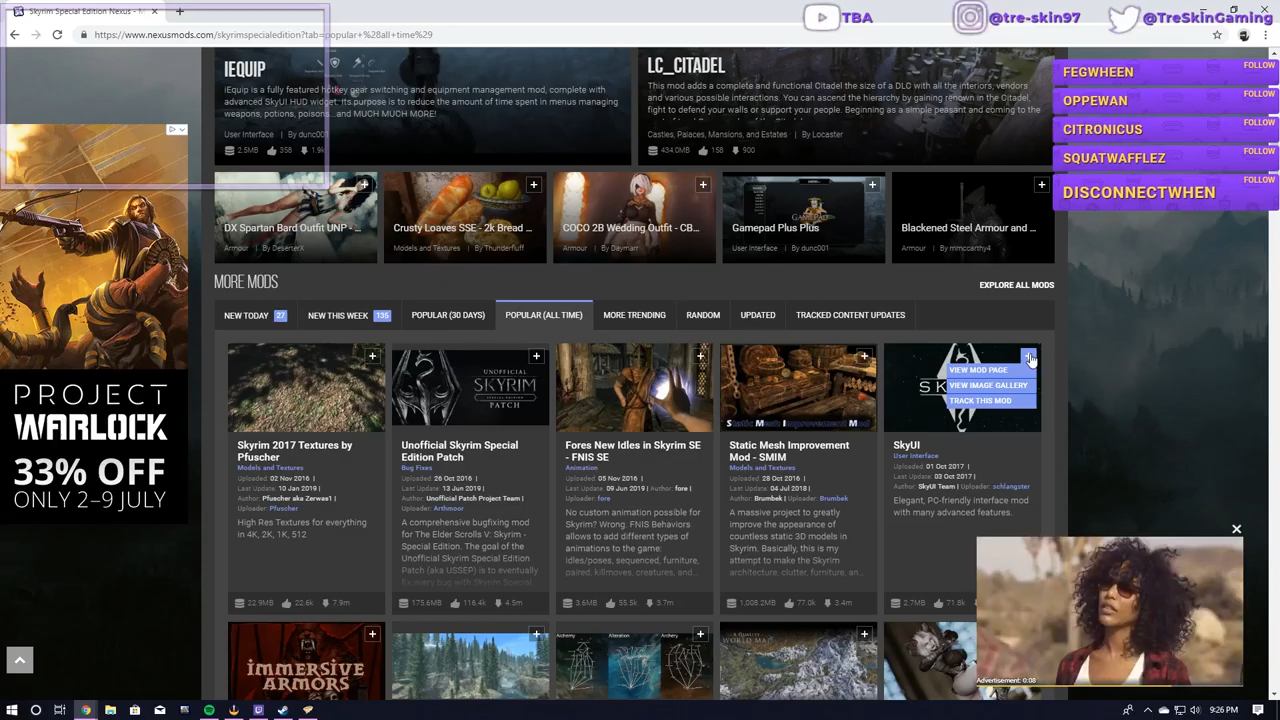 Skyrim Special Edition Nexus - M
TBA
@tre-skin97
@TreSkinGaming
https://www.nexusmods.com/skyrimspecialedition?tab=popular+%28all+time%29
IEQUIP
iEquip is a fully featured hotkey gear switching and equipment management mod, complete with
advanced SkyUI HUD widget. Its purpose is to reduce the amount of time spent in menus managing
weapons, potions, poisons...and MUCH MUCH MORE!
User Interface | By dunc001
2.5MB 358 1.9k
LC_CITADEL
This mod adds a complete and functional Citadel the size of a DLC with all the interiors, vendors
and various possible interactions. You can ascend the hierarchy by gaining renown in the Citadel,
fight to defend your walls or support your people. Beginning as a simple peasant and coming to the
Castles, Palaces, Mansions, and Estates | By Locaster
434.0MB 158 900
FEGWHEEN FOLLOW
OPPEWAN FOLLOW
CITRONICUS FOLLOW
SQUATWAFFLEZ FOLLOW
DISCONNECTWHEN FOLLOW
DX Spartan Bard Outfit UNP - ...
Armour | By DeserterX
Crusty Loaves SSE - 2k Bread ...
Models and Textures | By Thunderfluff
COCO 2B Wedding Outfit - CB...
Armour | By Daymarr
GAMEPAD
Gamepad Plus Plus
User Interface | By dunc001
Blackened Steel Armour and ...
Armour | By mmccarthy4
MORE MODS
EXPLORE ALL MODS
NEW TODAY 27
NEW THIS WEEK 135
POPULAR (30 DAYS)
POPULAR (ALL TIME)
MORE TRENDING
RANDOM
UPDATED
TRACKED CONTENT UPDATES
Skyrim 2017 Textures by
Pfuscher
Models and Textures
Uploaded: 02 Nov 2016 |
Last Update: 10 Jan 2019 |
Author: Pfuscher aka Zerwas1 |
Uploader: Pfuscher
High Res Textures for everything
in 4K, 2K, 1K, etc
22.9MB 22.6k 7.9m
UNOFFICIAL
SKYRIM
SPECIAL EDITION
PATCH
Unofficial Skyrim Special
Edition Patch
Bug Fixes
Uploaded: 26 Oct 2016 |
Last Update: 13 Jun 2019 |
Author: Unofficial Patch Project Team |
Uploader: Arthmoor
A comprehensive bugfixing mod
for The Elder Scrolls V: Skyrim -
Special Edition. The goal of the
Unofficial Skyrim Special Edition
Patch (aka USSEP) is to eventually
fix every bug with Skyrim Special
175.6MB 116.4k 4.5m
Fores New Idles in Skyrim SE
- FNIS SE
Animation
Uploaded: 05 Nov 2016 |
Last Update: 09 Jun 2019 | Author: fore |
Uploader: fore
No custom animation possible for
Skyrim? Wrong. FNIS Behaviors
allows to add different types of
animations to the game:
idles/poses, sequenced, furniture,
paired, killmoves, creatures, and...
3.6MB 55.5k 3.7m
Static Mesh Improvement Mod
Static Mesh Improvement
Mod - SMIM
Models and Textures
Uploaded: 28 Oct 2016 |
Last Update: 04 Jul 2018 |
Author: Brumbek | Uploader: Brumbek
A massive project to greatly
improve the appearance of
countless static 3D models in
Skyrim. Basically, this is my
attempt to make the Skyrim
architecture, clutter, furniture, an...
1,008.2MB 77.0k 3.4m
VIEW MOD PAGE
VIEW IMAGE GALLERY
TRACK THIS MOD
SkyUI
User Interface
Uploaded: 01 Oct 2017 |
Last Update: 03 Oct 2017 |
Author: SkyUI Team | Uploader: schlangster
Elegant, PC-friendly interface mod
with many advanced features.
2.7MB 71.8k
PROJECT
WARLOCK
33% OFF
ONLY 2-9 JULY
IMMERSIVE
ARMORS
Alchemy Alteration Archery
WORLD MAP
Advertisement: 0:08
9:26 PM